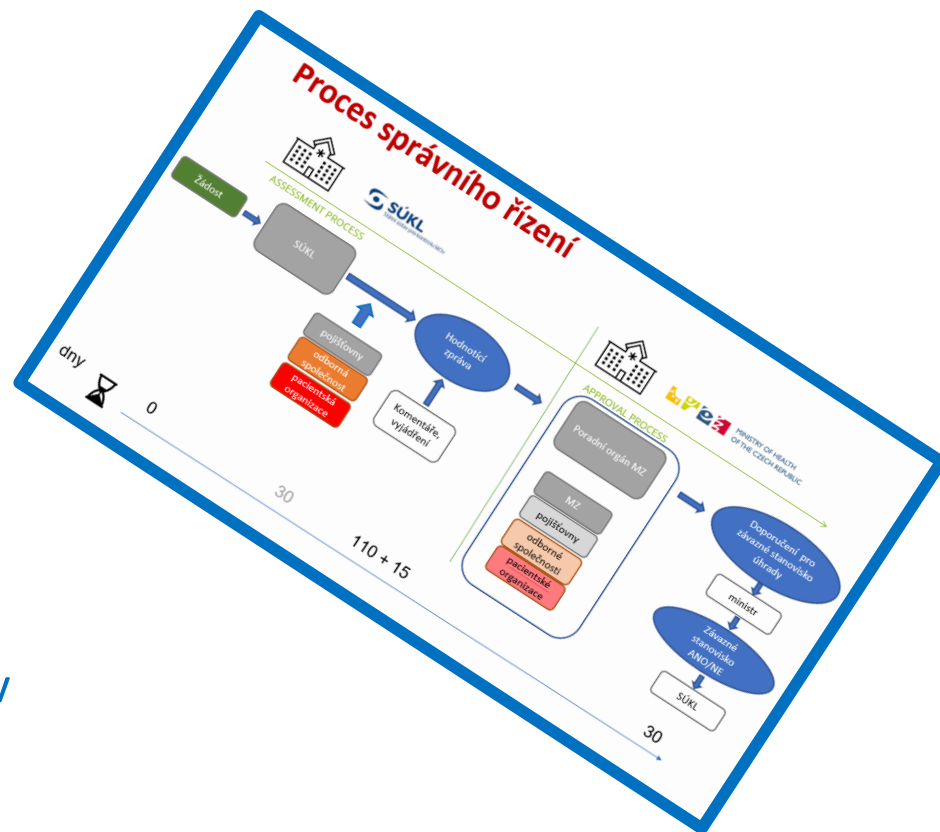 Proces správního řízení
Žádost
ASSESSMENT PROCESS
SÚKL
SÚKL
pojišťovny
odborná
společnost
pacientská
organizace
Hodnotící
zpráva
Komentáře,
vyjádření
APPROVAL PROCESS
MINISTRY OF HEALTH
OF THE CZECH REPUBLIC
Poradní orgán MZ
MZ
pojišťovny
odborné
společnosti
pacientské
organizace
Doporučení pro
závazné stanovisko
úhrady
ministr
Závazné
stanovisko
ANO/NE
SÚKL
dny
0
30
110 + 15
30